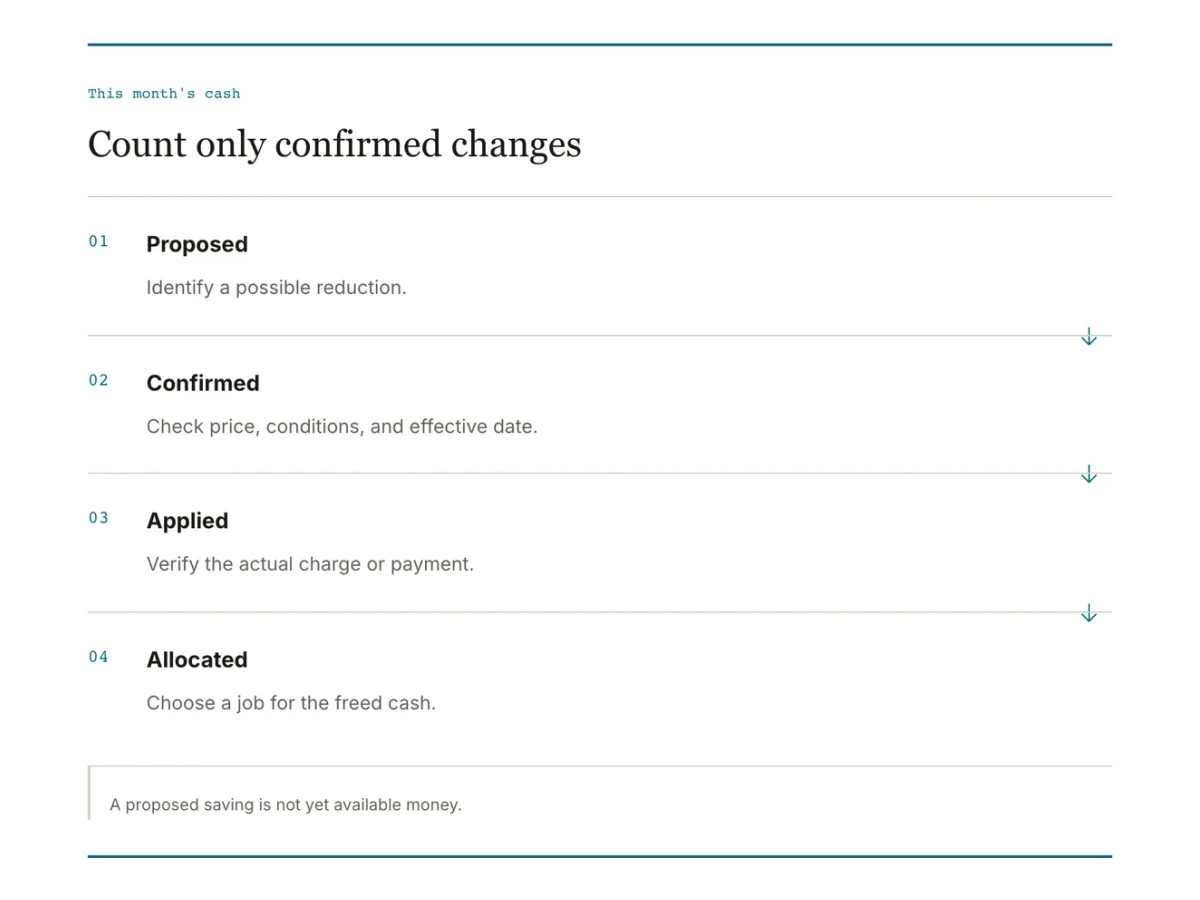 This month's cash
Count only confirmed changes
01
Proposed
Identify a possible reduction.
02
Confirmed
Check price, conditions, and effective date.
03
Applied
Verify the actual charge or payment.
04
Allocated
Choose a job for the freed cash.
A proposed saving is not yet available money.